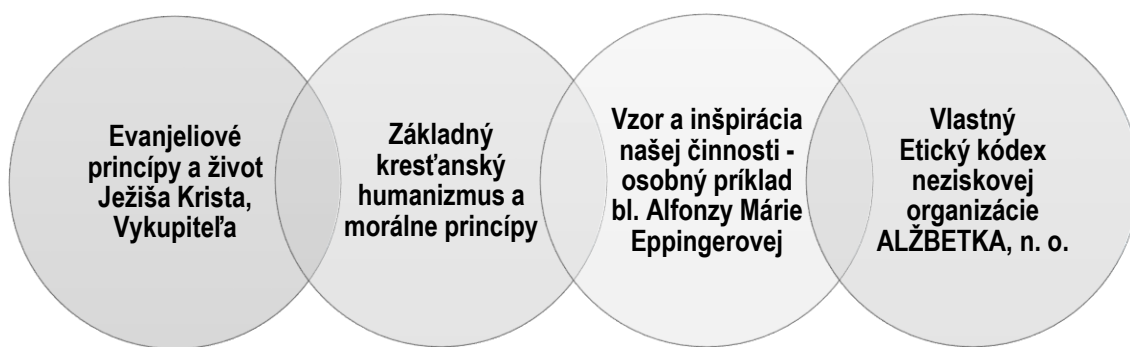 Evanjeliové
princípy a život
Ježiša Krista,
Vykupiteľa
Základný
kresťanský
humanizmus a
morálne princípy
Vzor a inšpirácia
našej činnosti -
osobný príklad
bl. Alfonzy Márie
Eppingerovej
Vlastný
Etický kódex
neziskovej
organizácie
ALŽBETKA, n. o.